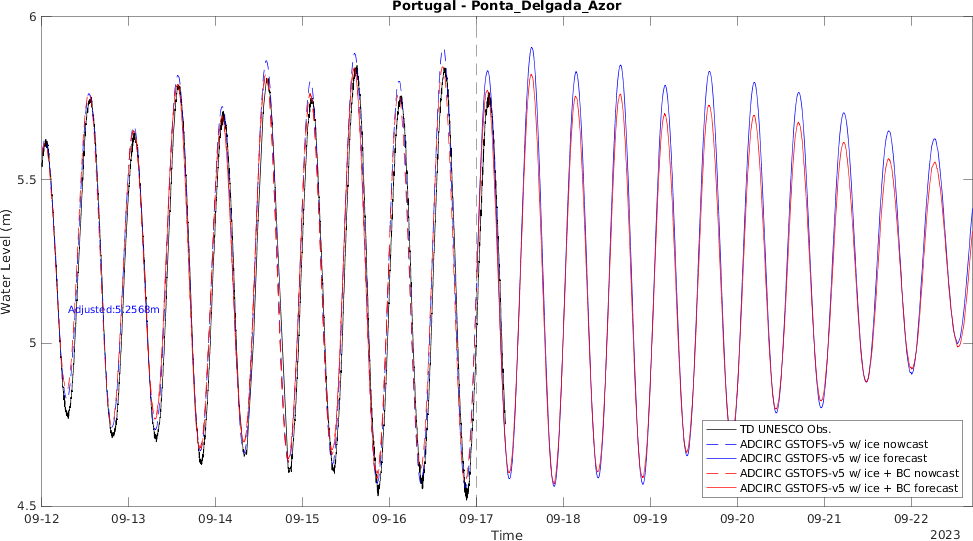 Portugal - Ponta_Delgada_Azor
Water Level (m)
6
5.5
5
4.5
Adjusted:5.2568m
TD UNESCO Obs.
ADCIRC GSTOFS-v5 w/ ice nowcast
ADCIRC GSTOFS-v5 w/ ice forecast
ADCIRC GSTOFS-v5 w/ ice + BC nowcast
ADCIRC GSTOFS-v5 w/ ice + BC forecast
09-12 09-13 09-14 09-15 09-16 09-17 09-18 09-19 09-20 09-21 09-22
Time
2023